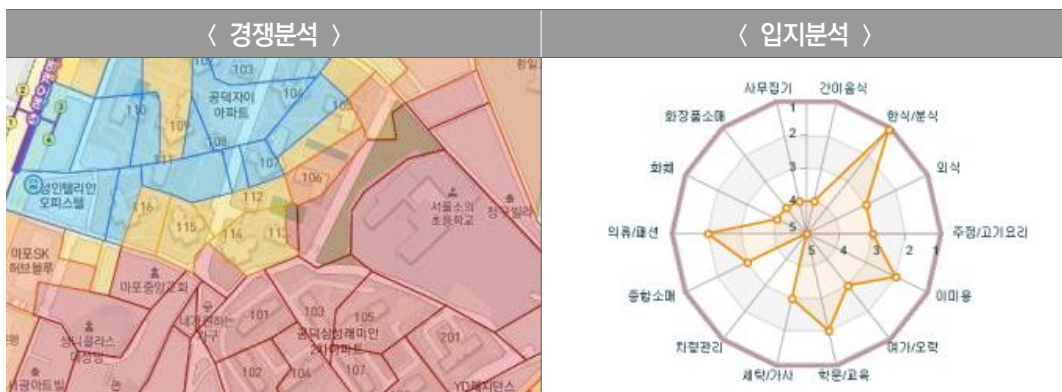 〈 경쟁분석 〉
〈 입지분석 〉
103
104
105
공덕자이
아파트
110
109
108
107
106
112
116
115
114
서울소의
초등학교
성인텔리안
오피스텔
마포SK
허브블루
마포중앙교회
성니콜라스
대성당
101
103
105
공덕삼성래미안
2차아파트
201
102
104
107
사무집기
간이음식
화장품소매
한식/분식
화훼
외식
의류/패션
주점/고기요리
종합소매
이미용
차량관리
여가/오락
세탁/가사
학문/교육
1
2
3
4
5
5
4
3
2
1